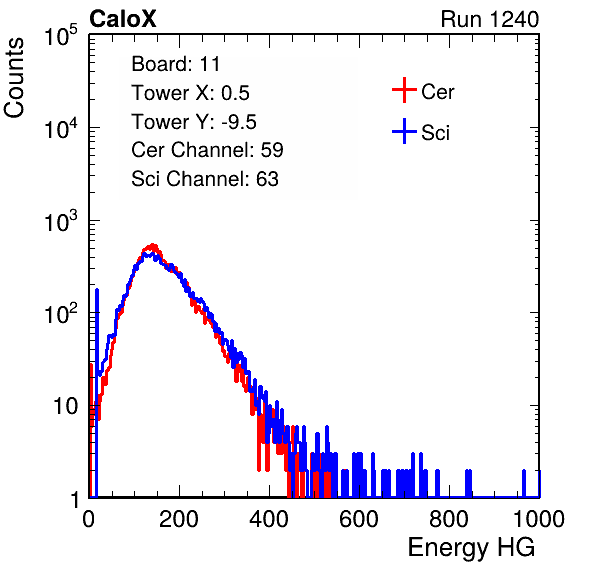 CaloX Run 1240
Counts
Board: 11
Tower X: 0.5
Tower Y: -9.5
Cer Channel: 59
Sci Channel: 63
Cer
Sci
10^5
10^4
10^3
10^2
10
1
0 200 400 600 800 1000
Energy HG